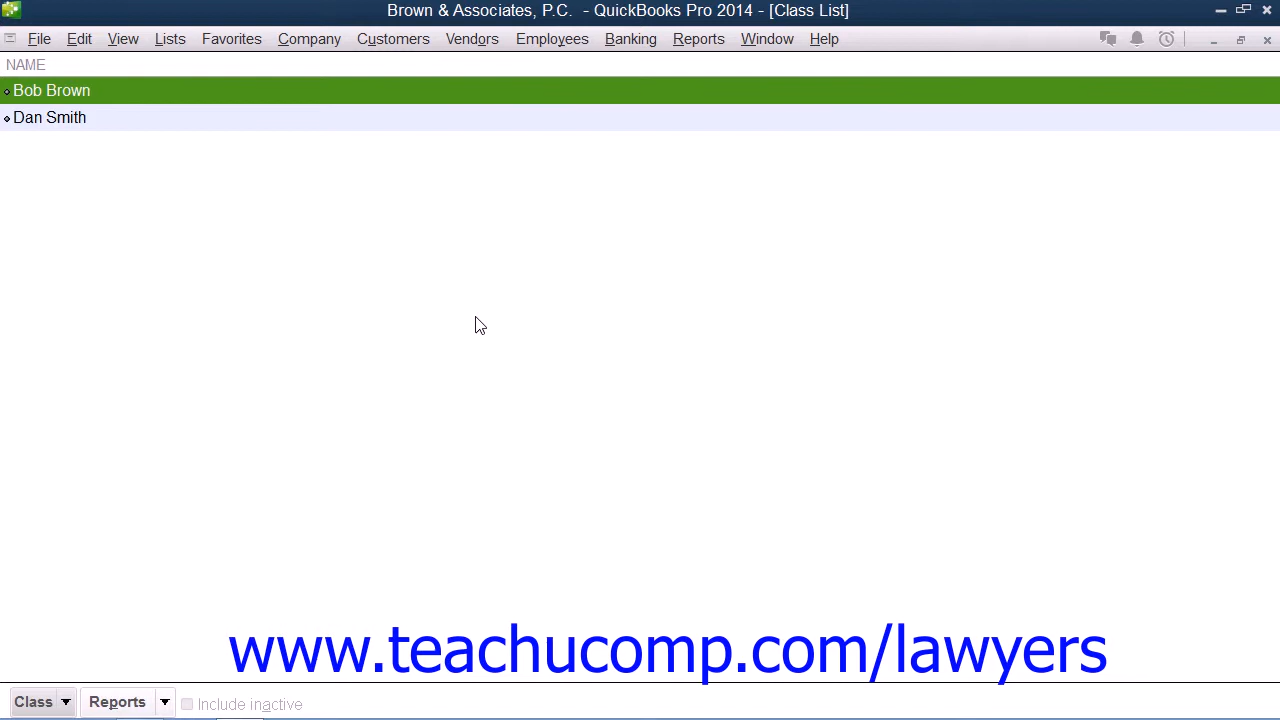 Brown & Associates, P.C. - QuickBooks Pro 2014 - [Class List]
File Edit View Lists Favorites Company Customers Vendors Employees Banking Reports Window Help
NAME
Bob Brown
Dan Smith
www.teachucomp.com/lawyers
Class Reports Include inactive